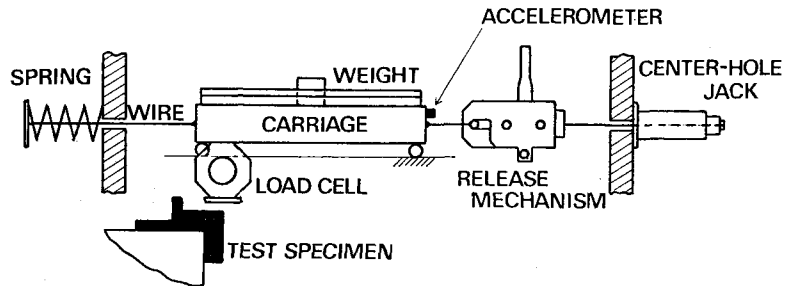 ACCELEROMETER
SPRING
WIRE
WEIGHT
CARRIAGE
CENTER-HOLE
JACK
LOAD CELL
RELEASE
MECHANISM
TEST SPECIMEN